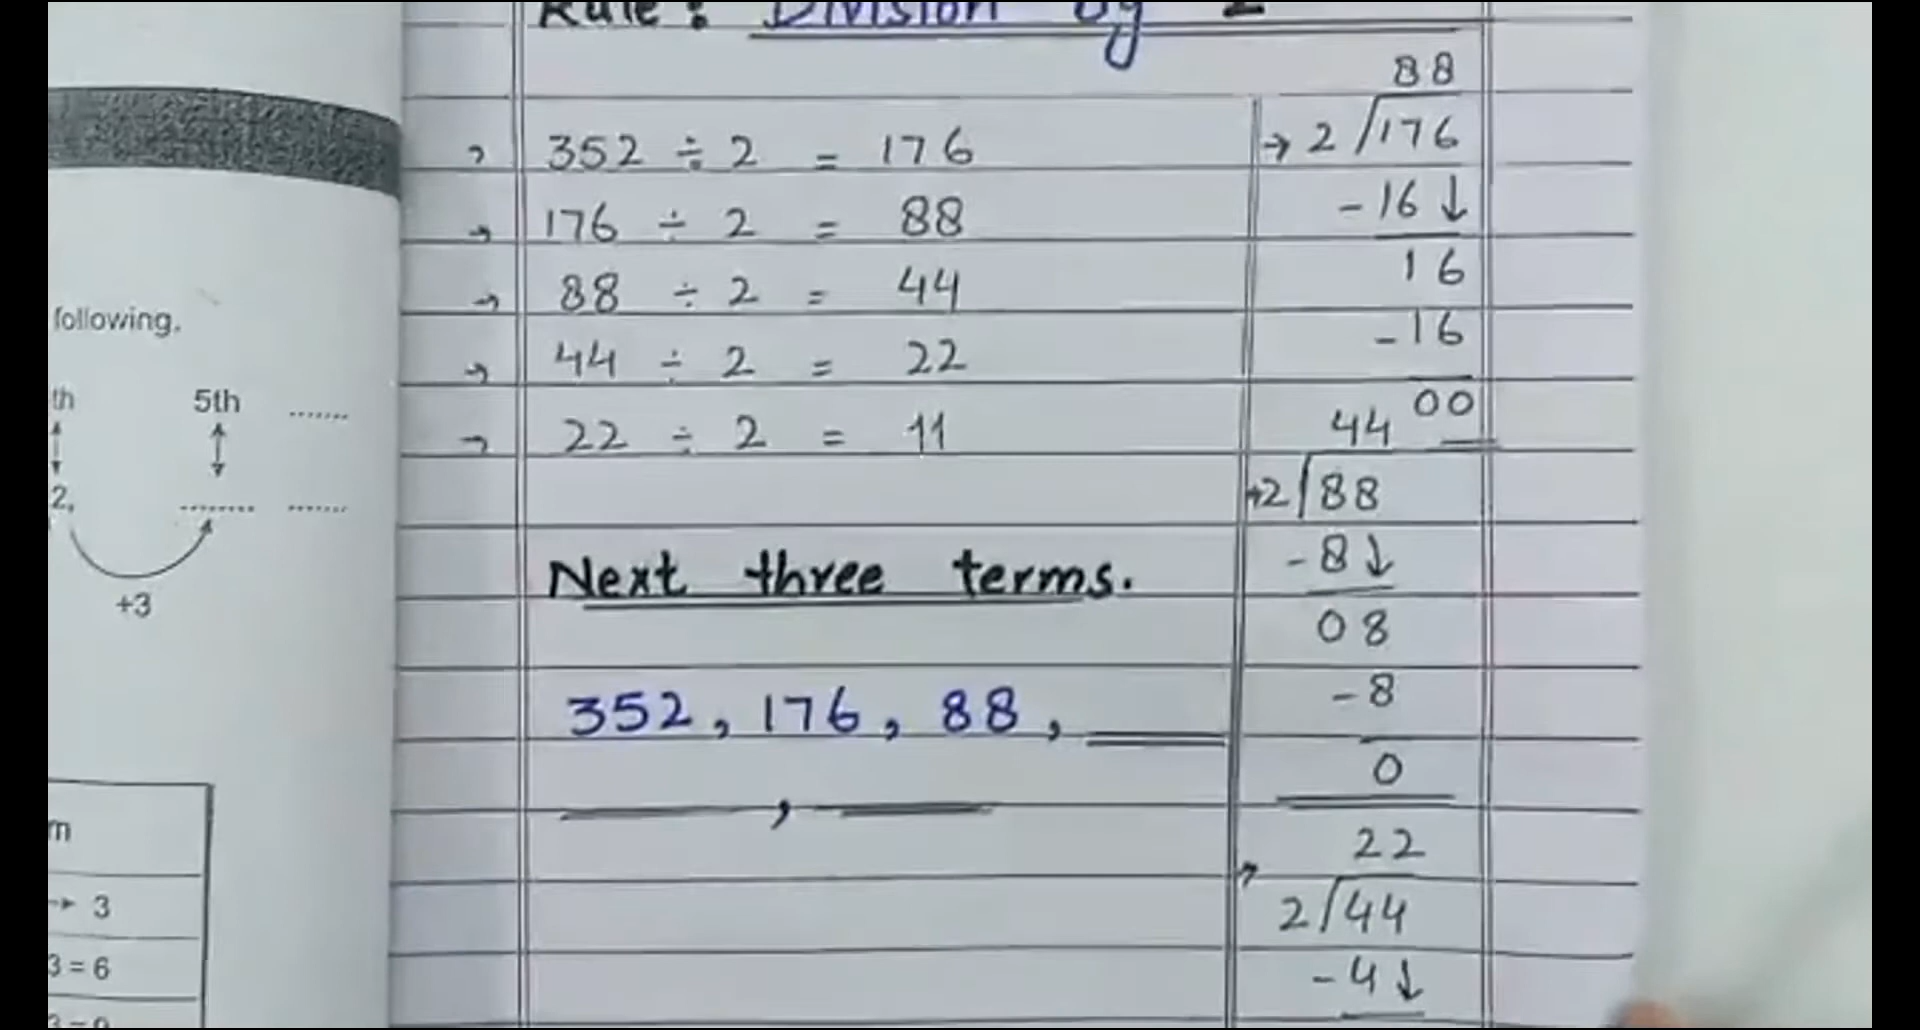 Rule: Division by 2
352 ÷ 2 = 176
176 ÷ 2 = 88
88 ÷ 2 = 44
44 ÷ 2 = 22
22 ÷ 2 = 11
Next three terms.
352, 176, 88, ____
____, ____
88
→ 2 / 176
- 16 ↓
16
- 16
00
44
→ 2 / 88
- 8 ↓
08
- 8
0
22
→ 2 / 44
- 4 ↓
following.
th 5th ......
2, ...... ......
+3
m
→ 3
3 = 6